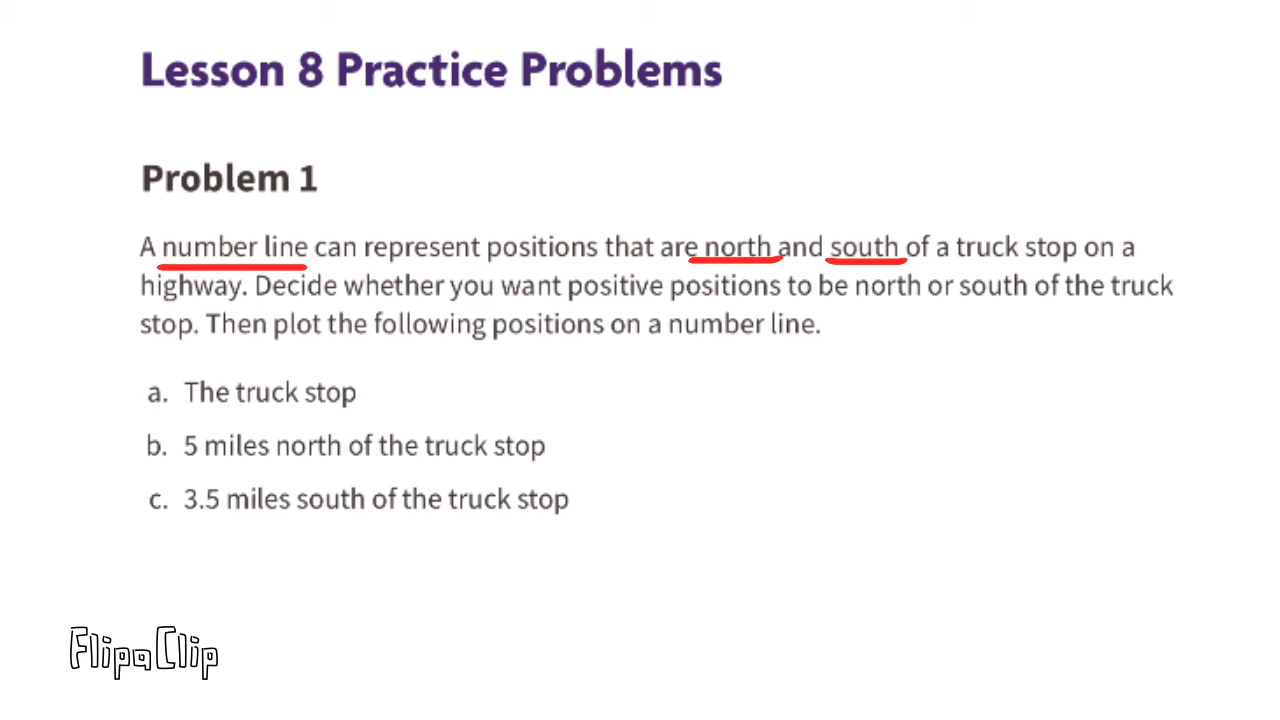 Lesson 8 Practice Problems
Problem 1
A number line can represent positions that are north and south of a truck stop on a
highway. Decide whether you want positive positions to be north or south of the truck
stop. Then plot the following positions on a number line.
a. The truck stop
b. 5 miles north of the truck stop
c. 3.5 miles south of the truck stop
FlipaClip